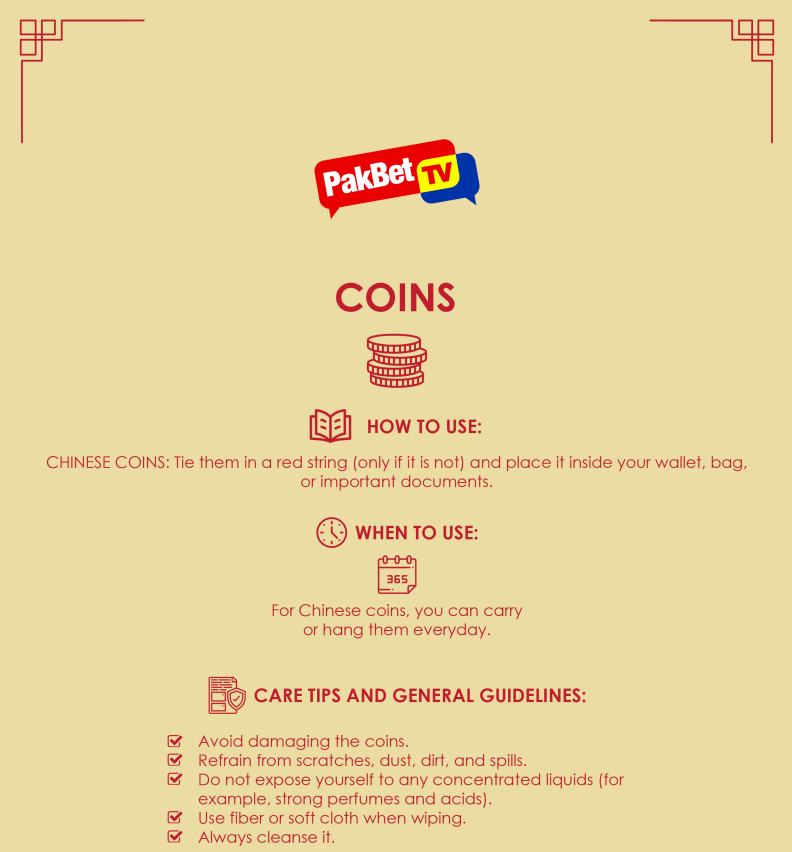 PakBet TV
COINS
HOW TO USE:
CHINESE COINS: Tie them in a red string (only if it is not) and place it inside your wallet, bag,
or important documents.
WHEN TO USE:
365
For Chinese coins, you can carry
or hang them everyday.
CARE TIPS AND GENERAL GUIDELINES:
Avoid damaging the coins.
Refrain from scratches, dust, dirt, and spills.
Do not expose yourself to any concentrated liquids (for
example, strong perfumes and acids).
Use fiber or soft cloth when wiping.
Always cleanse it.